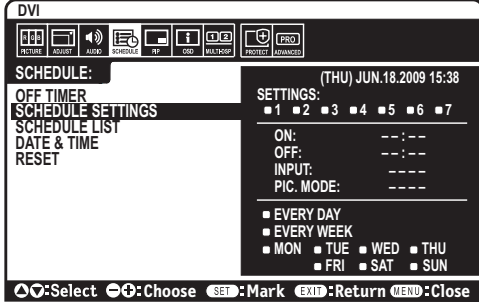 DVI
RGB
PICTURE ADJUST AUDIO SCHEDULE PIP OSD MULTI-DSP PROTECT ADVANCED
1 2
PRO
SCHEDULE:
OFF TIMER
SCHEDULE SETTINGS
SCHEDULE LIST
DATE & TIME
RESET
(THU) JUN.18.2009 15:38
SETTINGS:
1 2 3 4 5 6 7
ON: --:--
OFF: --:--
INPUT: ----
PIC. MODE: ----
EVERY DAY
EVERY WEEK
MON TUE WED THU
FRI SAT SUN
:Select :Choose SET:Mark EXIT:Return MENU:Close